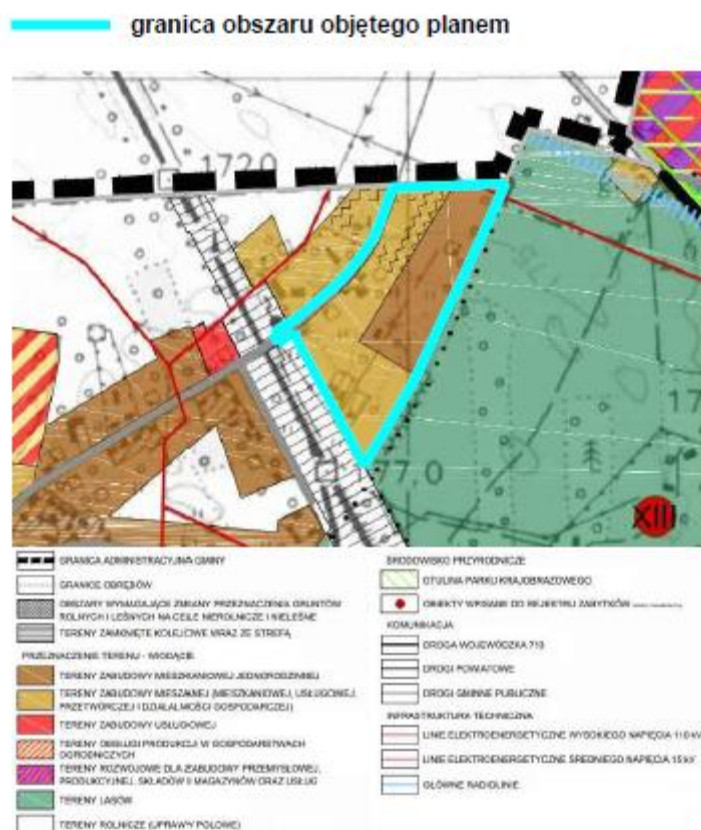 granica obszaru objętego planem
172,0
177,0
17
XIII
GRANICA ADMINISTRACYJNA GMINY
GRANICE OBRĘBÓW
OBSZARY WYMAGAJĄCE ZMIANY PRZEZNACZENIA GRUNTÓW
ROLNYCH I LEŚNYCH NA CELE NIEROLNICZE I NIELEŚNE
TERENY ZAMKNIĘTE KOLEJOWE WRAZ ZE STREFĄ
PRZEZNACZENIE TERENU - WIODĄCE
TERENY ZABUDOWY MIESZKANIOWEJ JEDNORODZINNEJ
TERENY ZABUDOWY MIESZANEJ (MIESZKANIOWEJ, USŁUGOWEJ,
PRZETWÓRCZEJ I DZIAŁALNOŚCI GOSPODARCZEJ)
TERENY ZABUDOWY USŁUGOWEJ
TERENY OBSŁUGI PRODUKCJI W GOSPODARSTWACH
OGRODNICZYCH
TERENY ROZWOJOWE DLA ZABUDOWY PRZEMYSŁOWEJ,
PRODUKCYJNEJ, SKŁADÓW I MAGAZYNÓW ORAZ USŁUG
TERENY LASÓW
TERENY ROLNICZE (UPRAWY POLOWE)
ŚRODOWISKO PRZYRODNICZE
OTULINA PARKU KRAJOBRAZOWEGO
OBIEKTY WPISANE DO REJESTRU ZABYTKÓW
KOMUNIKACJA
DROGA WOJEWÓDZKA 713
DROGI POWIATOWE
DROGI GMINNE PUBLICZNE
INFRASTRUKTURA TECHNICZNA
LINIE ELEKTROENERGETYCZNE WYSOKIEGO NAPIĘCIA 110 kV
LINIE ELEKTROENERGETYCZNE ŚREDNIEGO NAPIĘCIA 15 kV
GŁÓWNE RADIOLINIE